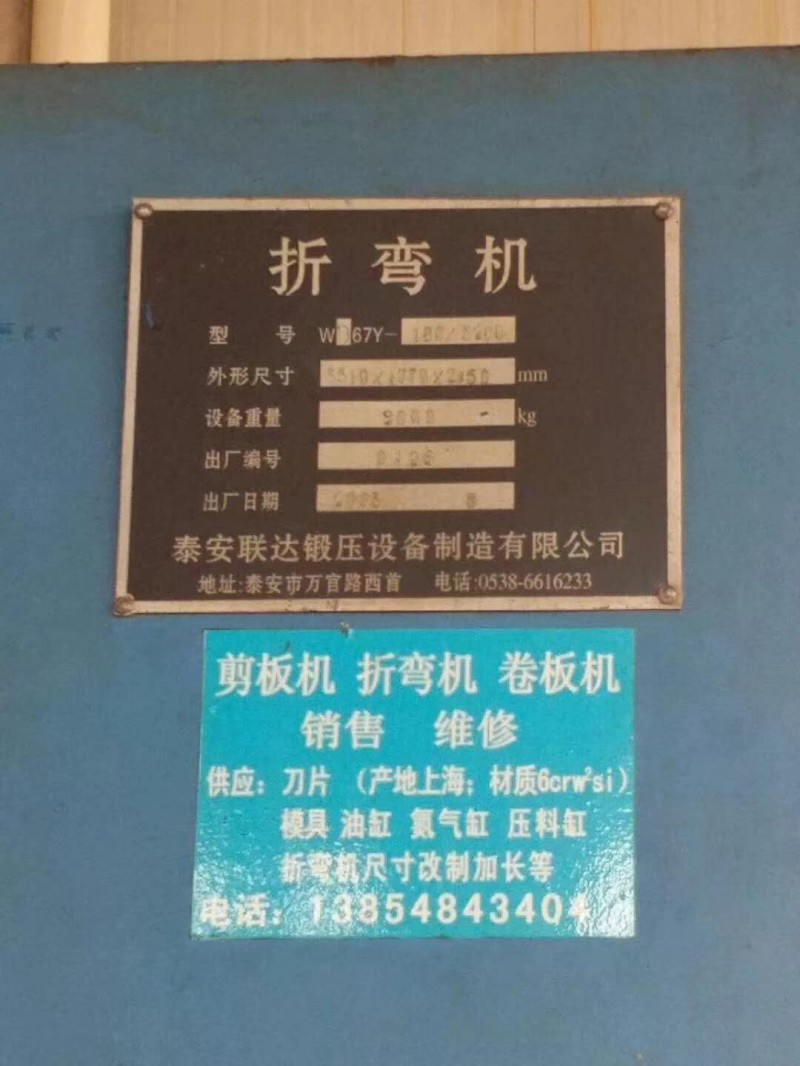 折弯机
型 号 W 67Y-
外形尺寸 mm
设备重量 kg
出厂编号
出厂日期
泰安联达锻压设备制造有限公司
地址:泰安市万官路西首 电话:0538-6616233
剪板机 折弯机 卷板机
销售 维修
供应：刀片（产地上海；材质6crw²si）
模具 油缸 氮气缸 压料缸
折弯机尺寸改制加长等
电话：13854843404